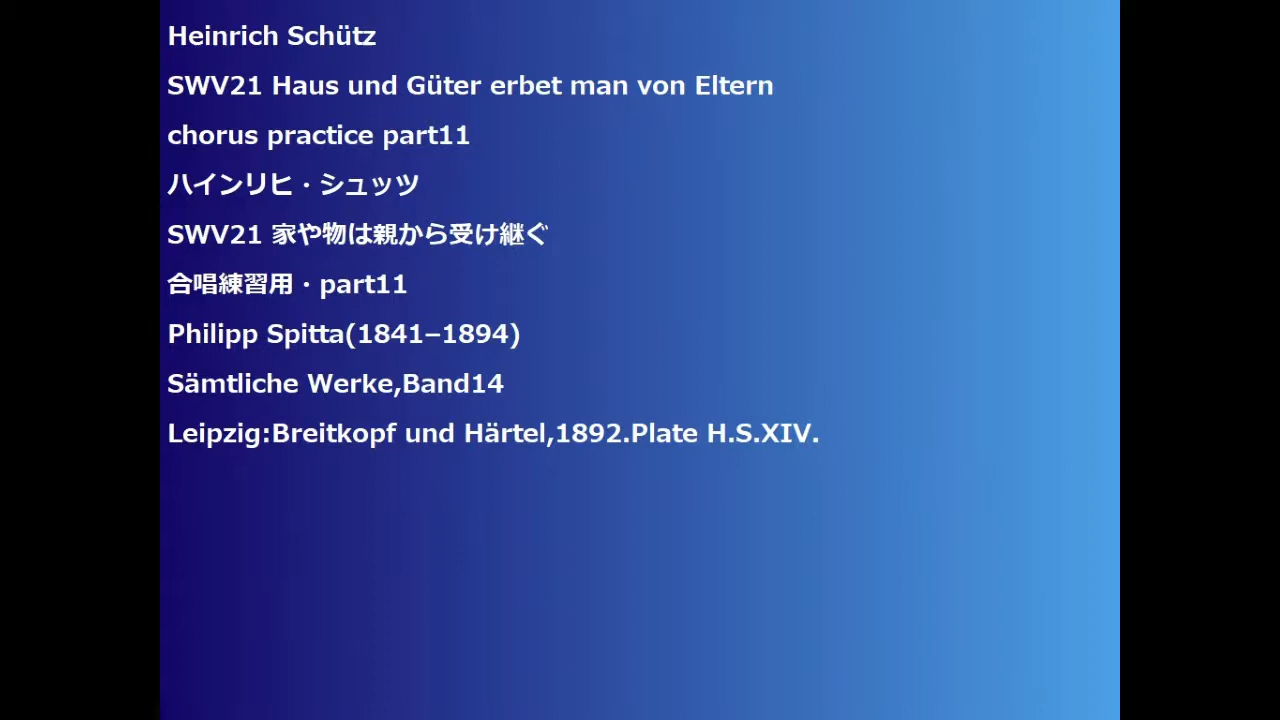 Heinrich Schütz
SWV21 Haus und Güter erbet man von Eltern
chorus practice part11
ハインリヒ・シュッツ
SWV21 家や物は親から受け継ぐ
合唱練習用・part11
Philipp Spitta(1841–1894)
Sämtliche Werke,Band14
Leipzig:Breitkopf und Härtel,1892.Plate H.S.XIV.